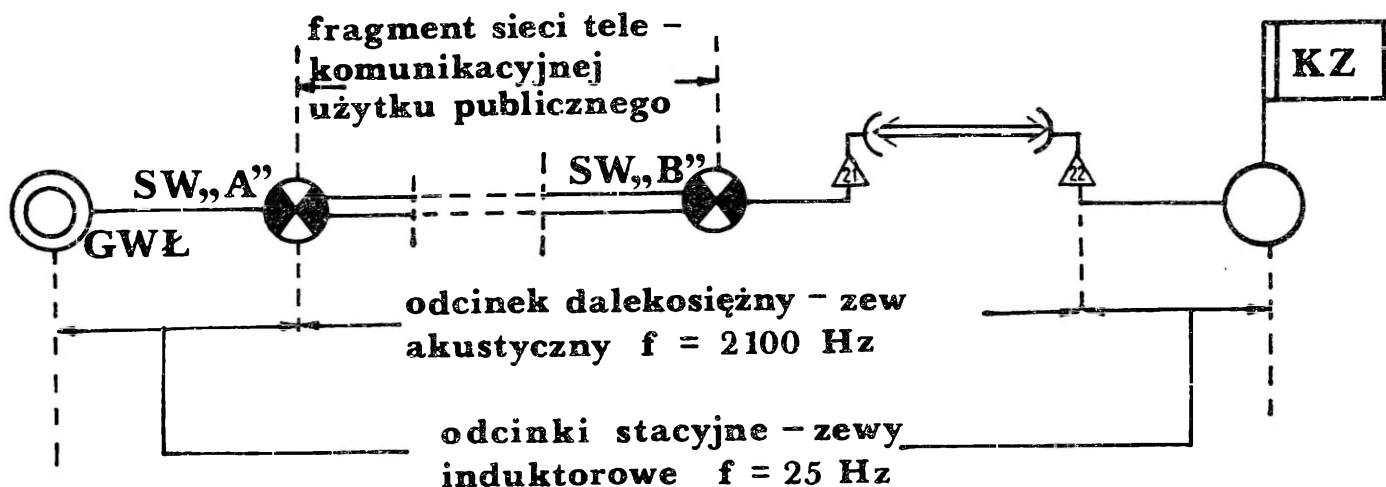 fragment sieci tele –
komunikacyjnej
użytku publicznego
KZ
SW„A”
SW„B”
21
22
GWŁ
odcinek dalekosiężny – zew
akustyczny f = 2100 Hz
odcinki stacyjne – zewy
induktorowe f = 25 Hz